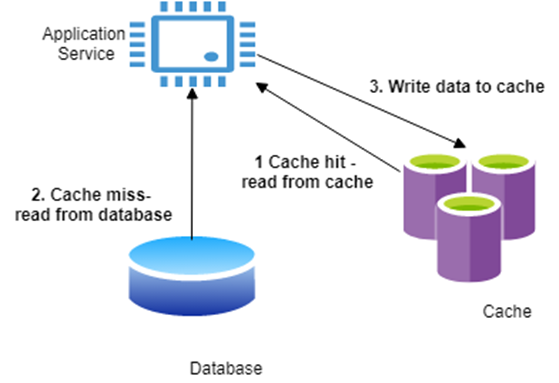 Application
Service
3. Write data to cache
1 Cache hit -
read from cache
2. Cache miss-
read from database
Cache
Database